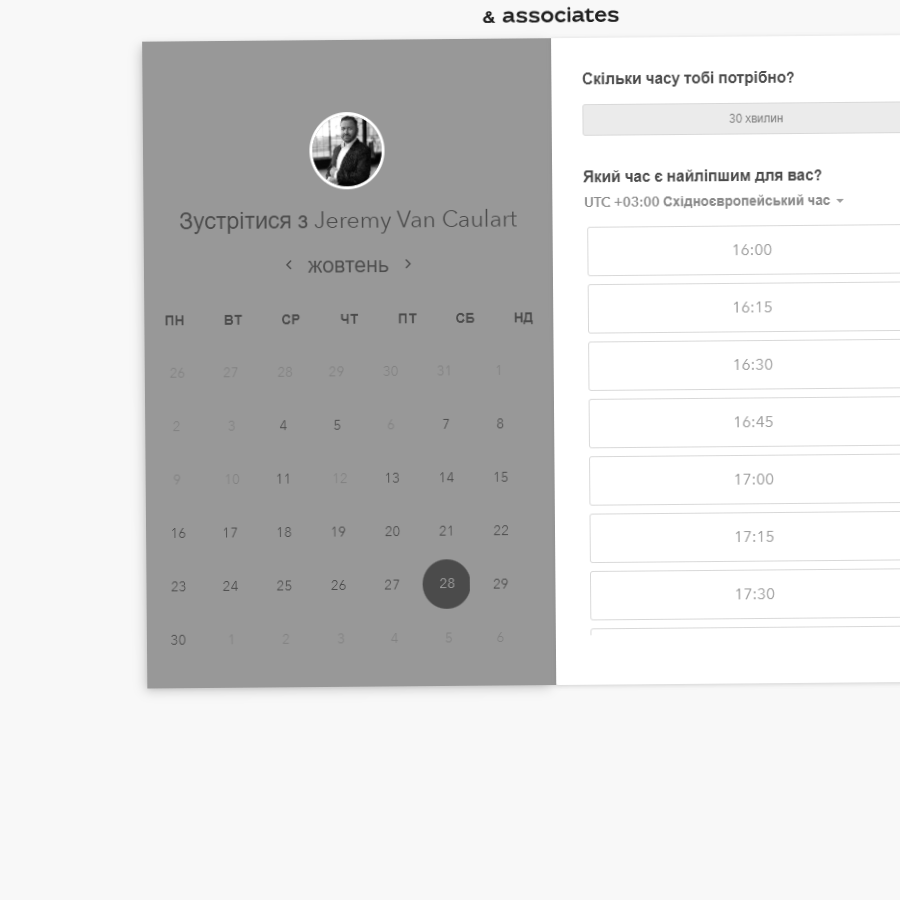 & associates
Зустрітися з Jeremy Van Caulart
жовтень
ПН ВТ СР ЧТ ПТ СБ НД
26 27 28 29 30 31 1
2 3 4 5 6 7 8
9 10 11 12 13 14 15
16 17 18 19 20 21 22
23 24 25 26 27 28 29
30 1 2 3 4 5 6
Скільки часу тобі потрібно?
30 хвилин
Який час є найліпшим для вас?
UTC +03:00 Східноєвропейський час
16:00
16:15
16:30
16:45
17:00
17:15
17:30